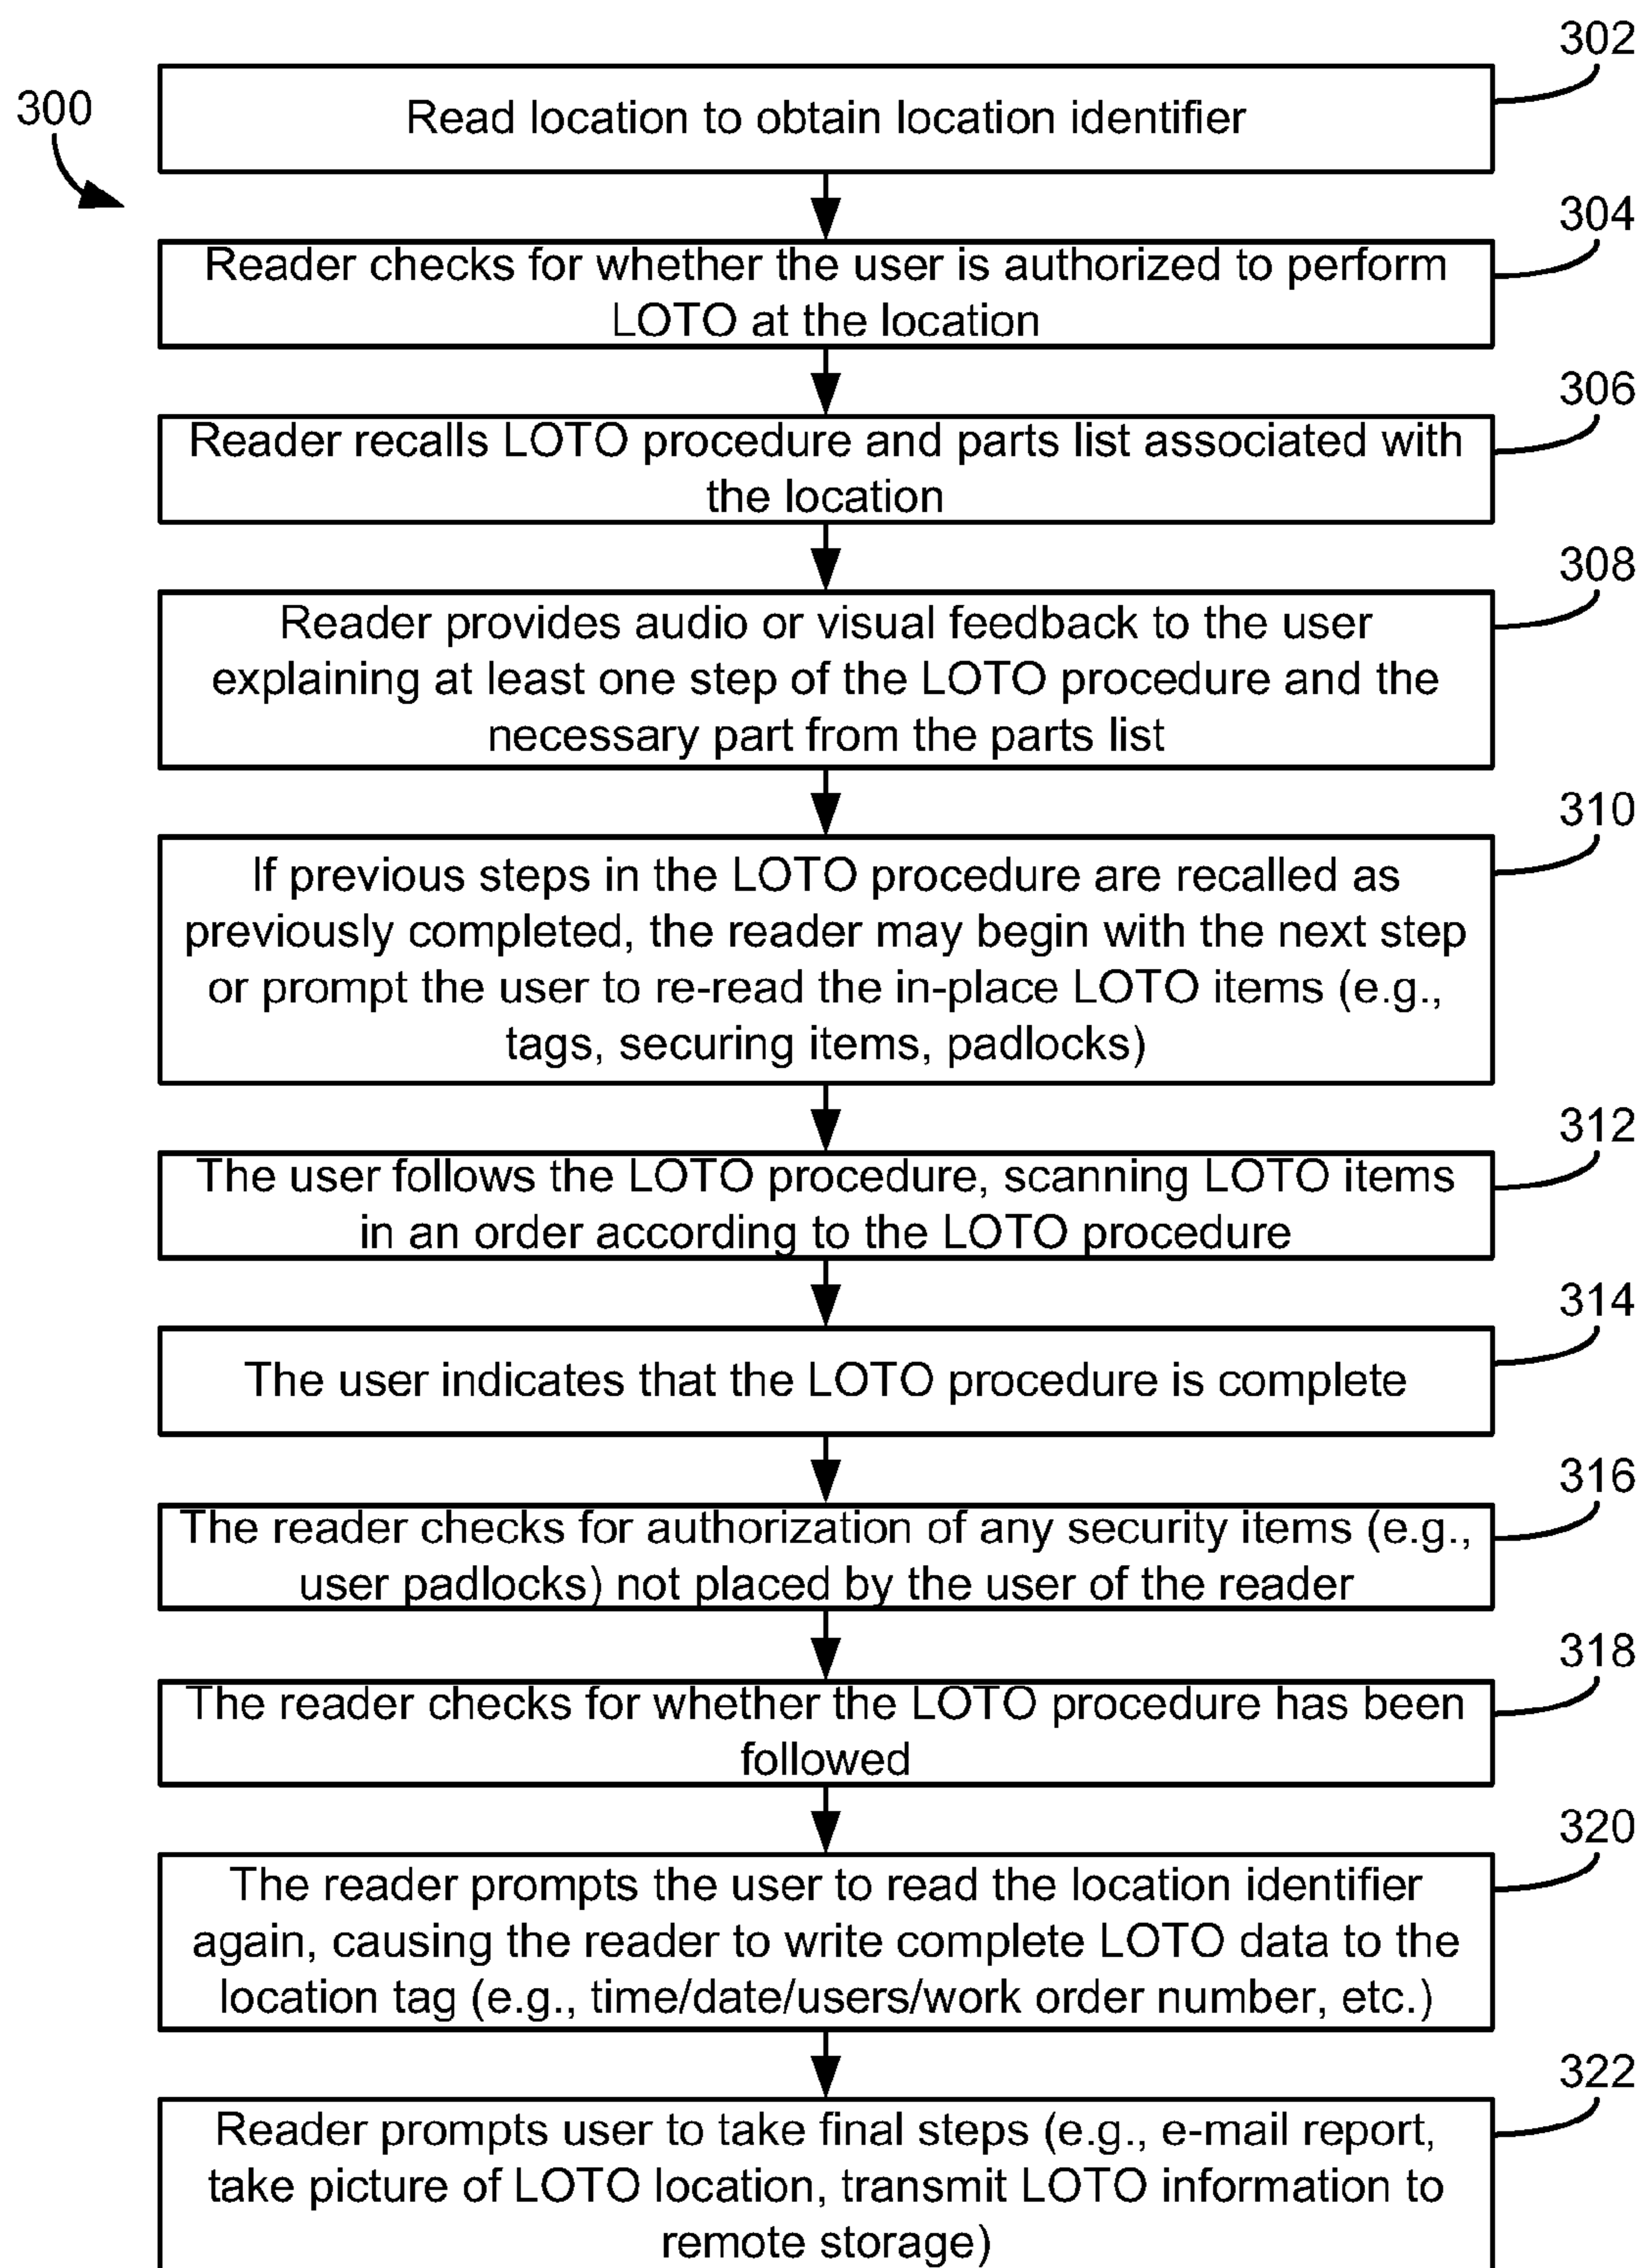 302
300
Read location to obtain location identifier
304
Reader checks for whether the user is authorized to perform
LOTO at the location
306
Reader recalls LOTO procedure and parts list associated with
the location
308
Reader provides audio or visual feedback to the user
explaining at least one step of the LOTO procedure and the
necessary part from the parts list
310
If previous steps in the LOTO procedure are recalled as
previously completed, the reader may begin with the next step
or prompt the user to re-read the in-place LOTO items (e.g.,
tags, securing items, padlocks)
312
The user follows the LOTO procedure, scanning LOTO items
in an order according to the LOTO procedure
314
The user indicates that the LOTO procedure is complete
316
The reader checks for authorization of any security items (e.g.,
user padlocks) not placed by the user of the reader
318
The reader checks for whether the LOTO procedure has been
followed
320
The reader prompts the user to read the location identifier
again, causing the reader to write complete LOTO data to the
location tag (e.g., time/date/users/work order number, etc.)
322
Reader prompts user to take final steps (e.g., e-mail report,
take picture of LOTO location, transmit LOTO information to
remote storage)